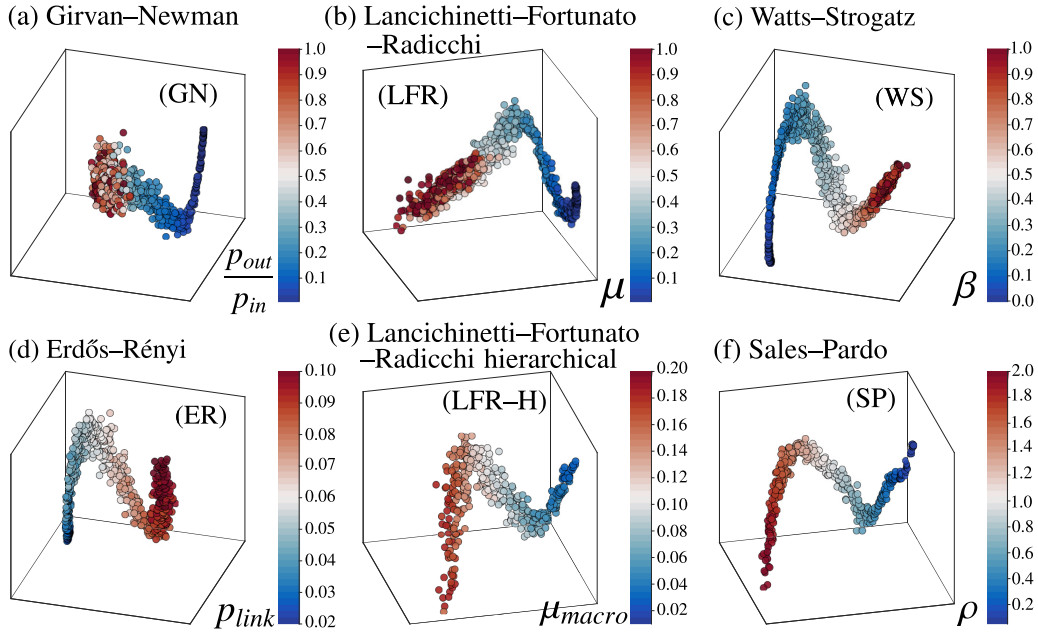 (a) Girvan–Newman
(GN)
1.0
0.9
0.8
0.7
0.6
0.5
0.4
0.3
0.2
0.1
p_out
p_in
(b) Lancichinetti–Fortunato
–Radicchi
(LFR)
1.0
0.9
0.8
0.7
0.6
0.5
0.4
0.3
0.2
0.1
μ
(c) Watts–Strogatz
(WS)
1.0
0.9
0.8
0.7
0.6
0.5
0.4
0.3
0.2
0.1
0.0
β
(d) Erdős–Rényi
(ER)
0.10
0.09
0.08
0.07
0.06
0.05
0.04
0.03
0.02
p_link
(e) Lancichinetti–Fortunato
–Radicchi hierarchical
(LFR–H)
0.20
0.18
0.16
0.14
0.12
0.10
0.08
0.06
0.04
0.02
μ_macro
(f) Sales–Pardo
(SP)
2.0
1.8
1.6
1.4
1.2
1.0
0.8
0.6
0.4
0.2
ρ